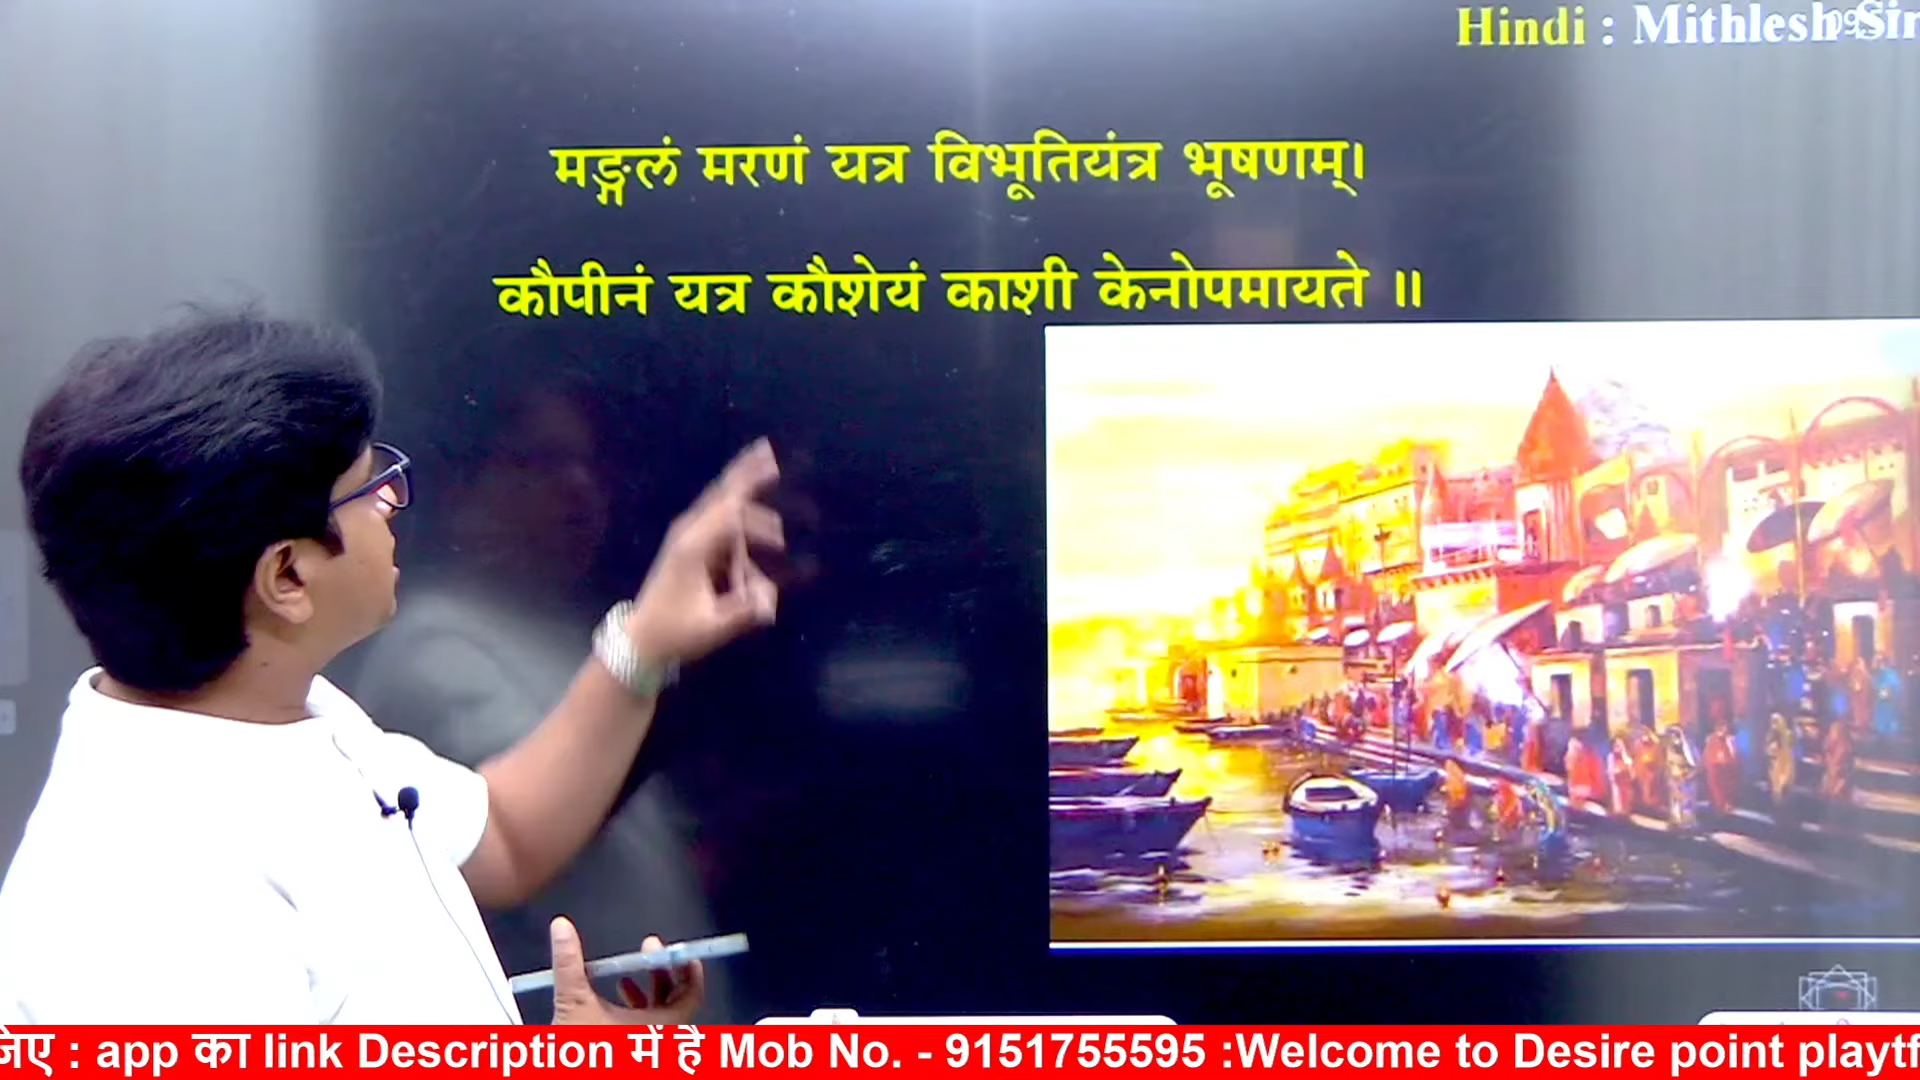 Hindi : Mithlesh Sir
मङ्गलं मरणं यत्र विभूतियंत्र भूषणम्।
कौपीनं यत्र कौशेयं काशी केनोपमायते ॥
जिए : app का link Description में है Mob No. - 9151755595 :Welcome to Desire point playtf